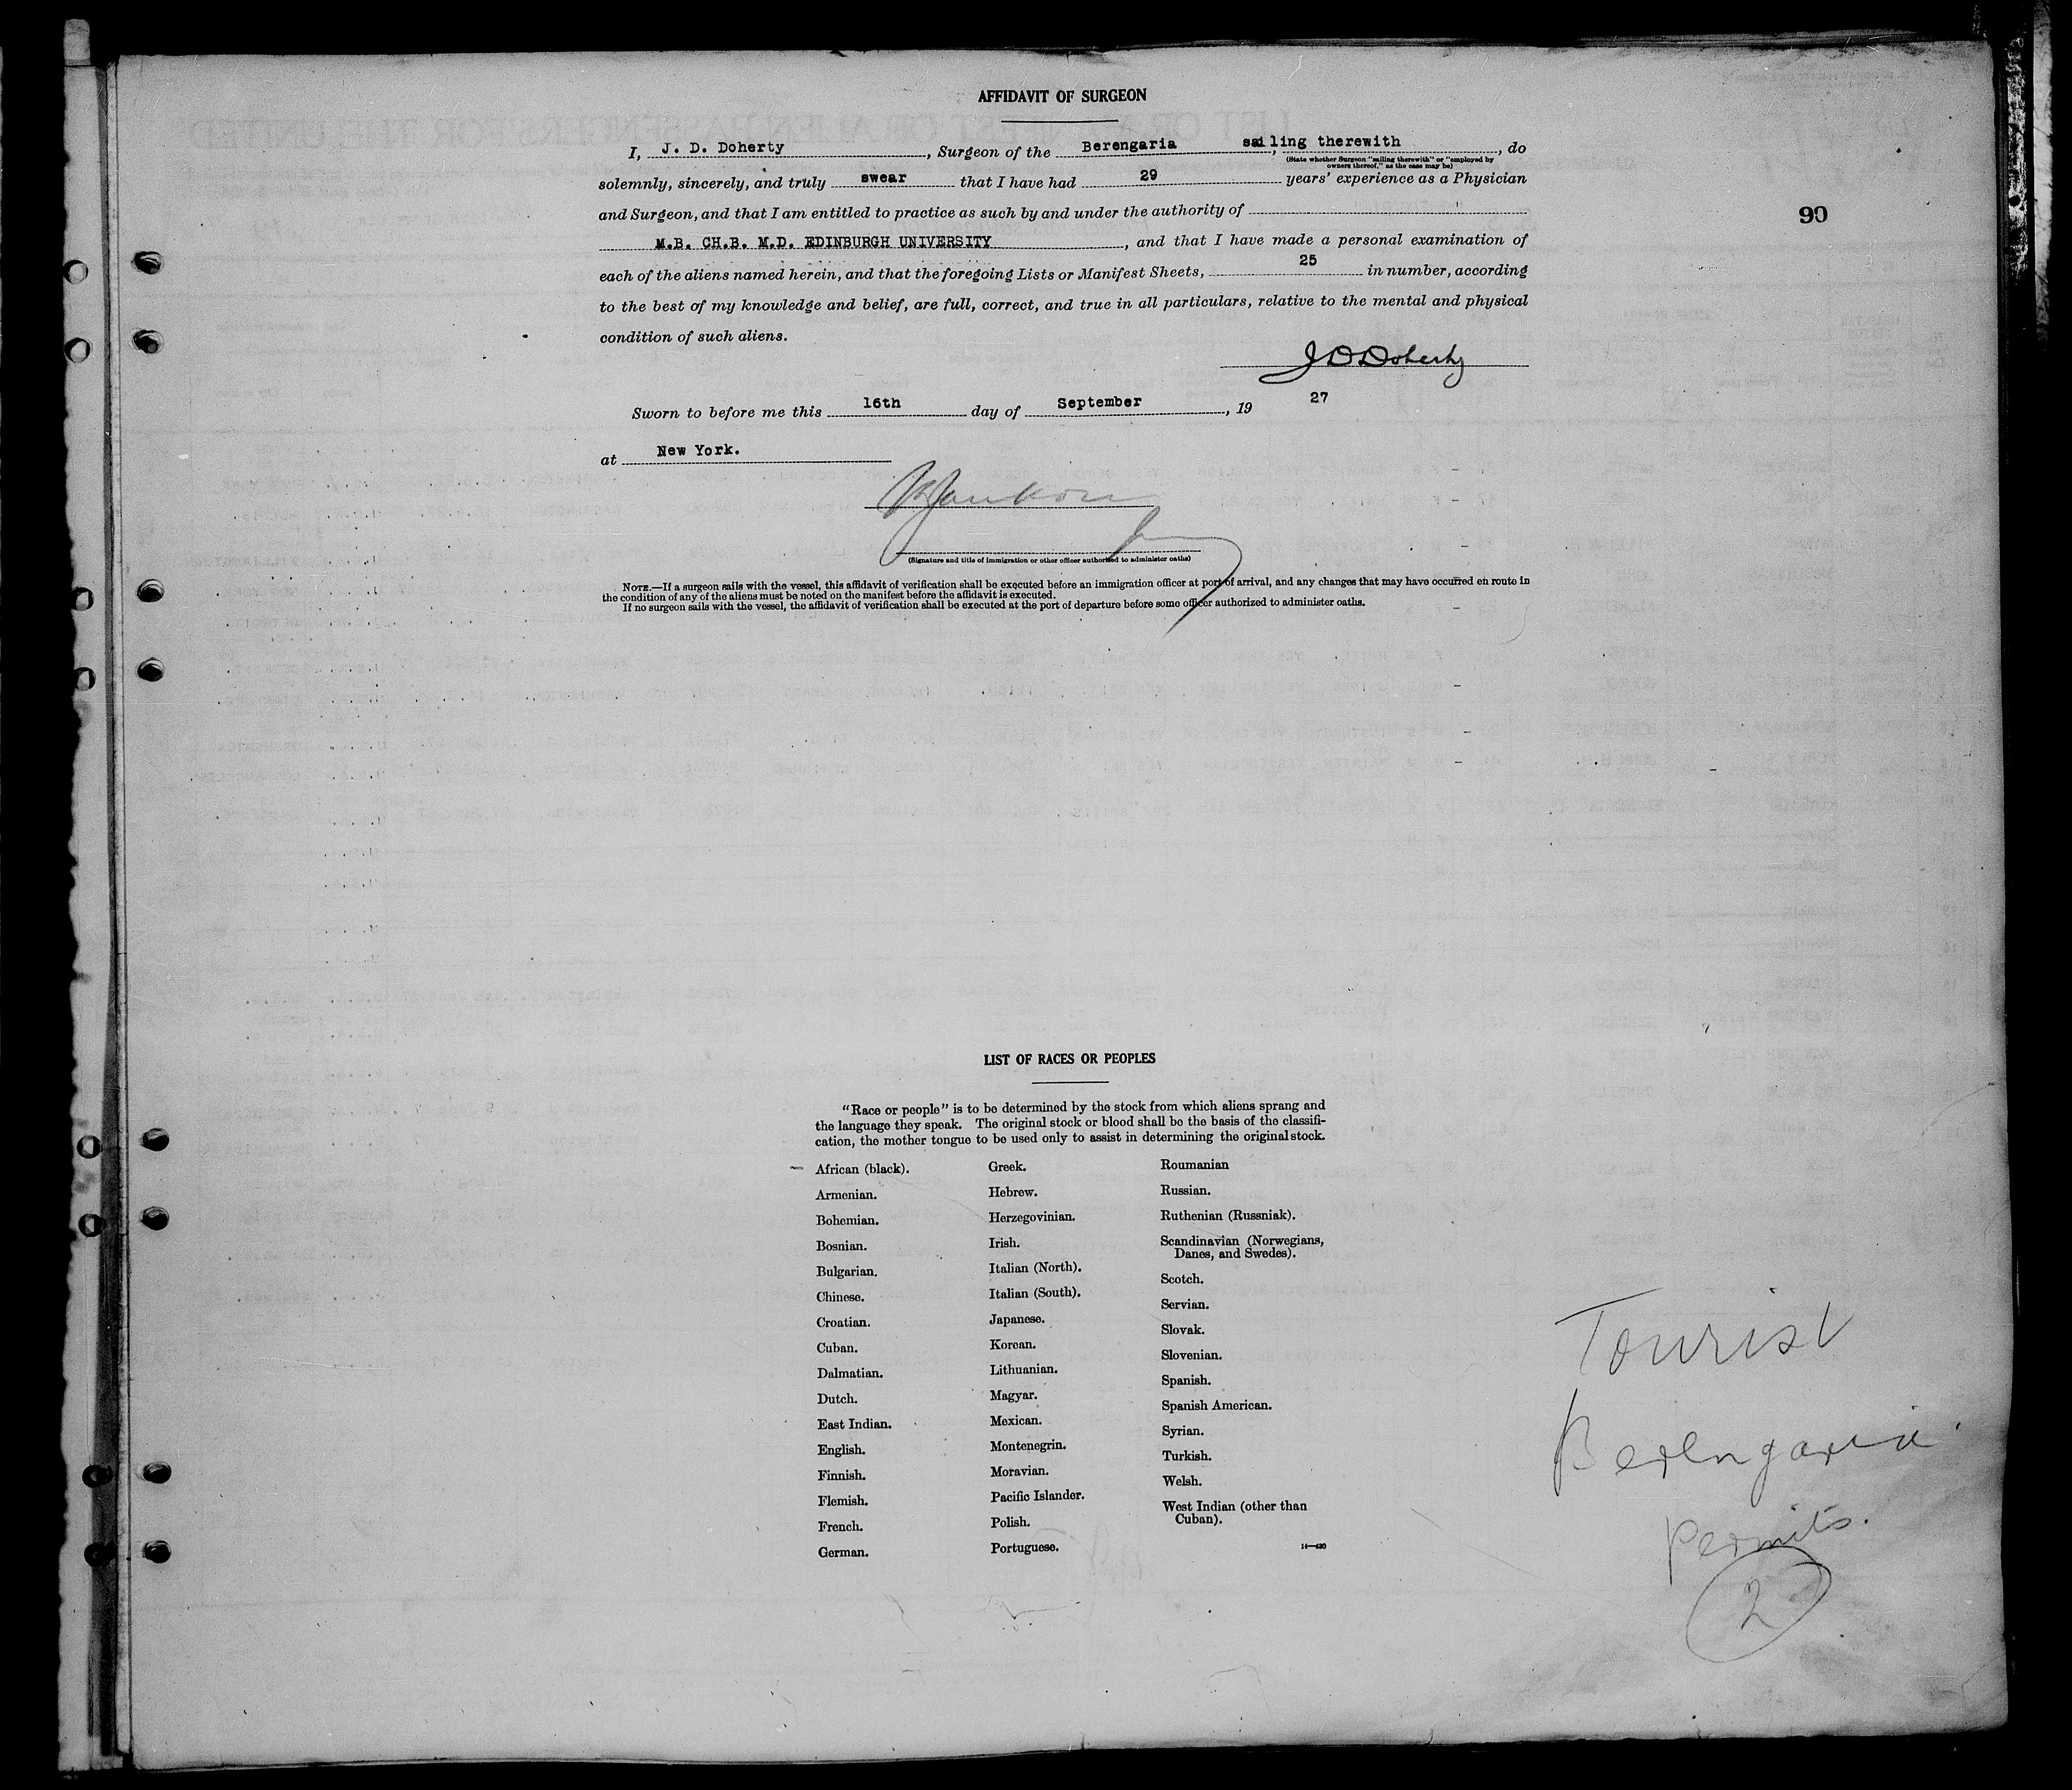 AFFIDAVIT OF SURGEON
I, J. D. Doherty, Surgeon of the Berengaria, sailing therewith, do
(State whether Surgeon "sailing therewith" or "employed by
owners thereof," as the case may be)
solemnly, sincerely, and truly swear that I have had 29 years' experience as a Physician
90
and Surgeon, and that I am entitled to practice as such by and under the authority of
M.B. CH.B. M.D. EDINBURGH UNIVERSITY, and that I have made a personal examination of
each of the aliens named herein, and that the foregoing Lists or Manifest Sheets, 25 in number, according
to the best of my knowledge and belief, are full, correct, and true in all particulars, relative to the mental and physical
condition of such aliens.
J D Doherty
Sworn to before me this 16th day of September, 19 27
at New York.
(Signature and title of immigration or other officer authorized to administer oaths)
NOTE.—If a surgeon sails with the vessel, this affidavit of verification shall be executed before an immigration officer at port of arrival, and any changes that may have occurred en route in
the condition of any of the aliens must be noted on the manifest before the affidavit is executed.
If no surgeon sails with the vessel, the affidavit of verification shall be executed at the port of departure before some officer authorized to administer oaths.
LIST OF RACES OR PEOPLES
"Race or people" is to be determined by the stock from which aliens sprang and
the language they speak. The original stock or blood shall be the basis of the classifi-
cation, the mother tongue to be used only to assist in determining the original stock.
African (black).
Armenian.
Bohemian.
Bosnian.
Bulgarian.
Chinese.
Croatian.
Cuban.
Dalmatian.
Dutch.
East Indian.
English.
Finnish.
Flemish.
French.
German.
Greek.
Hebrew.
Herzegovinian.
Irish.
Italian (North).
Italian (South).
Japanese.
Korean.
Lithuanian.
Magyar.
Mexican.
Montenegrin.
Moravian.
Pacific Islander.
Polish.
Portuguese.
Roumanian
Russian.
Ruthenian (Russniak).
Scandinavian (Norwegians,
Danes, and Swedes).
Scotch.
Servian.
Slovak.
Slovenian.
Spanish.
Spanish American.
Syrian.
Turkish.
Welsh.
West Indian (other than
Cuban).
Tourist
Berengaria
Permits.
2